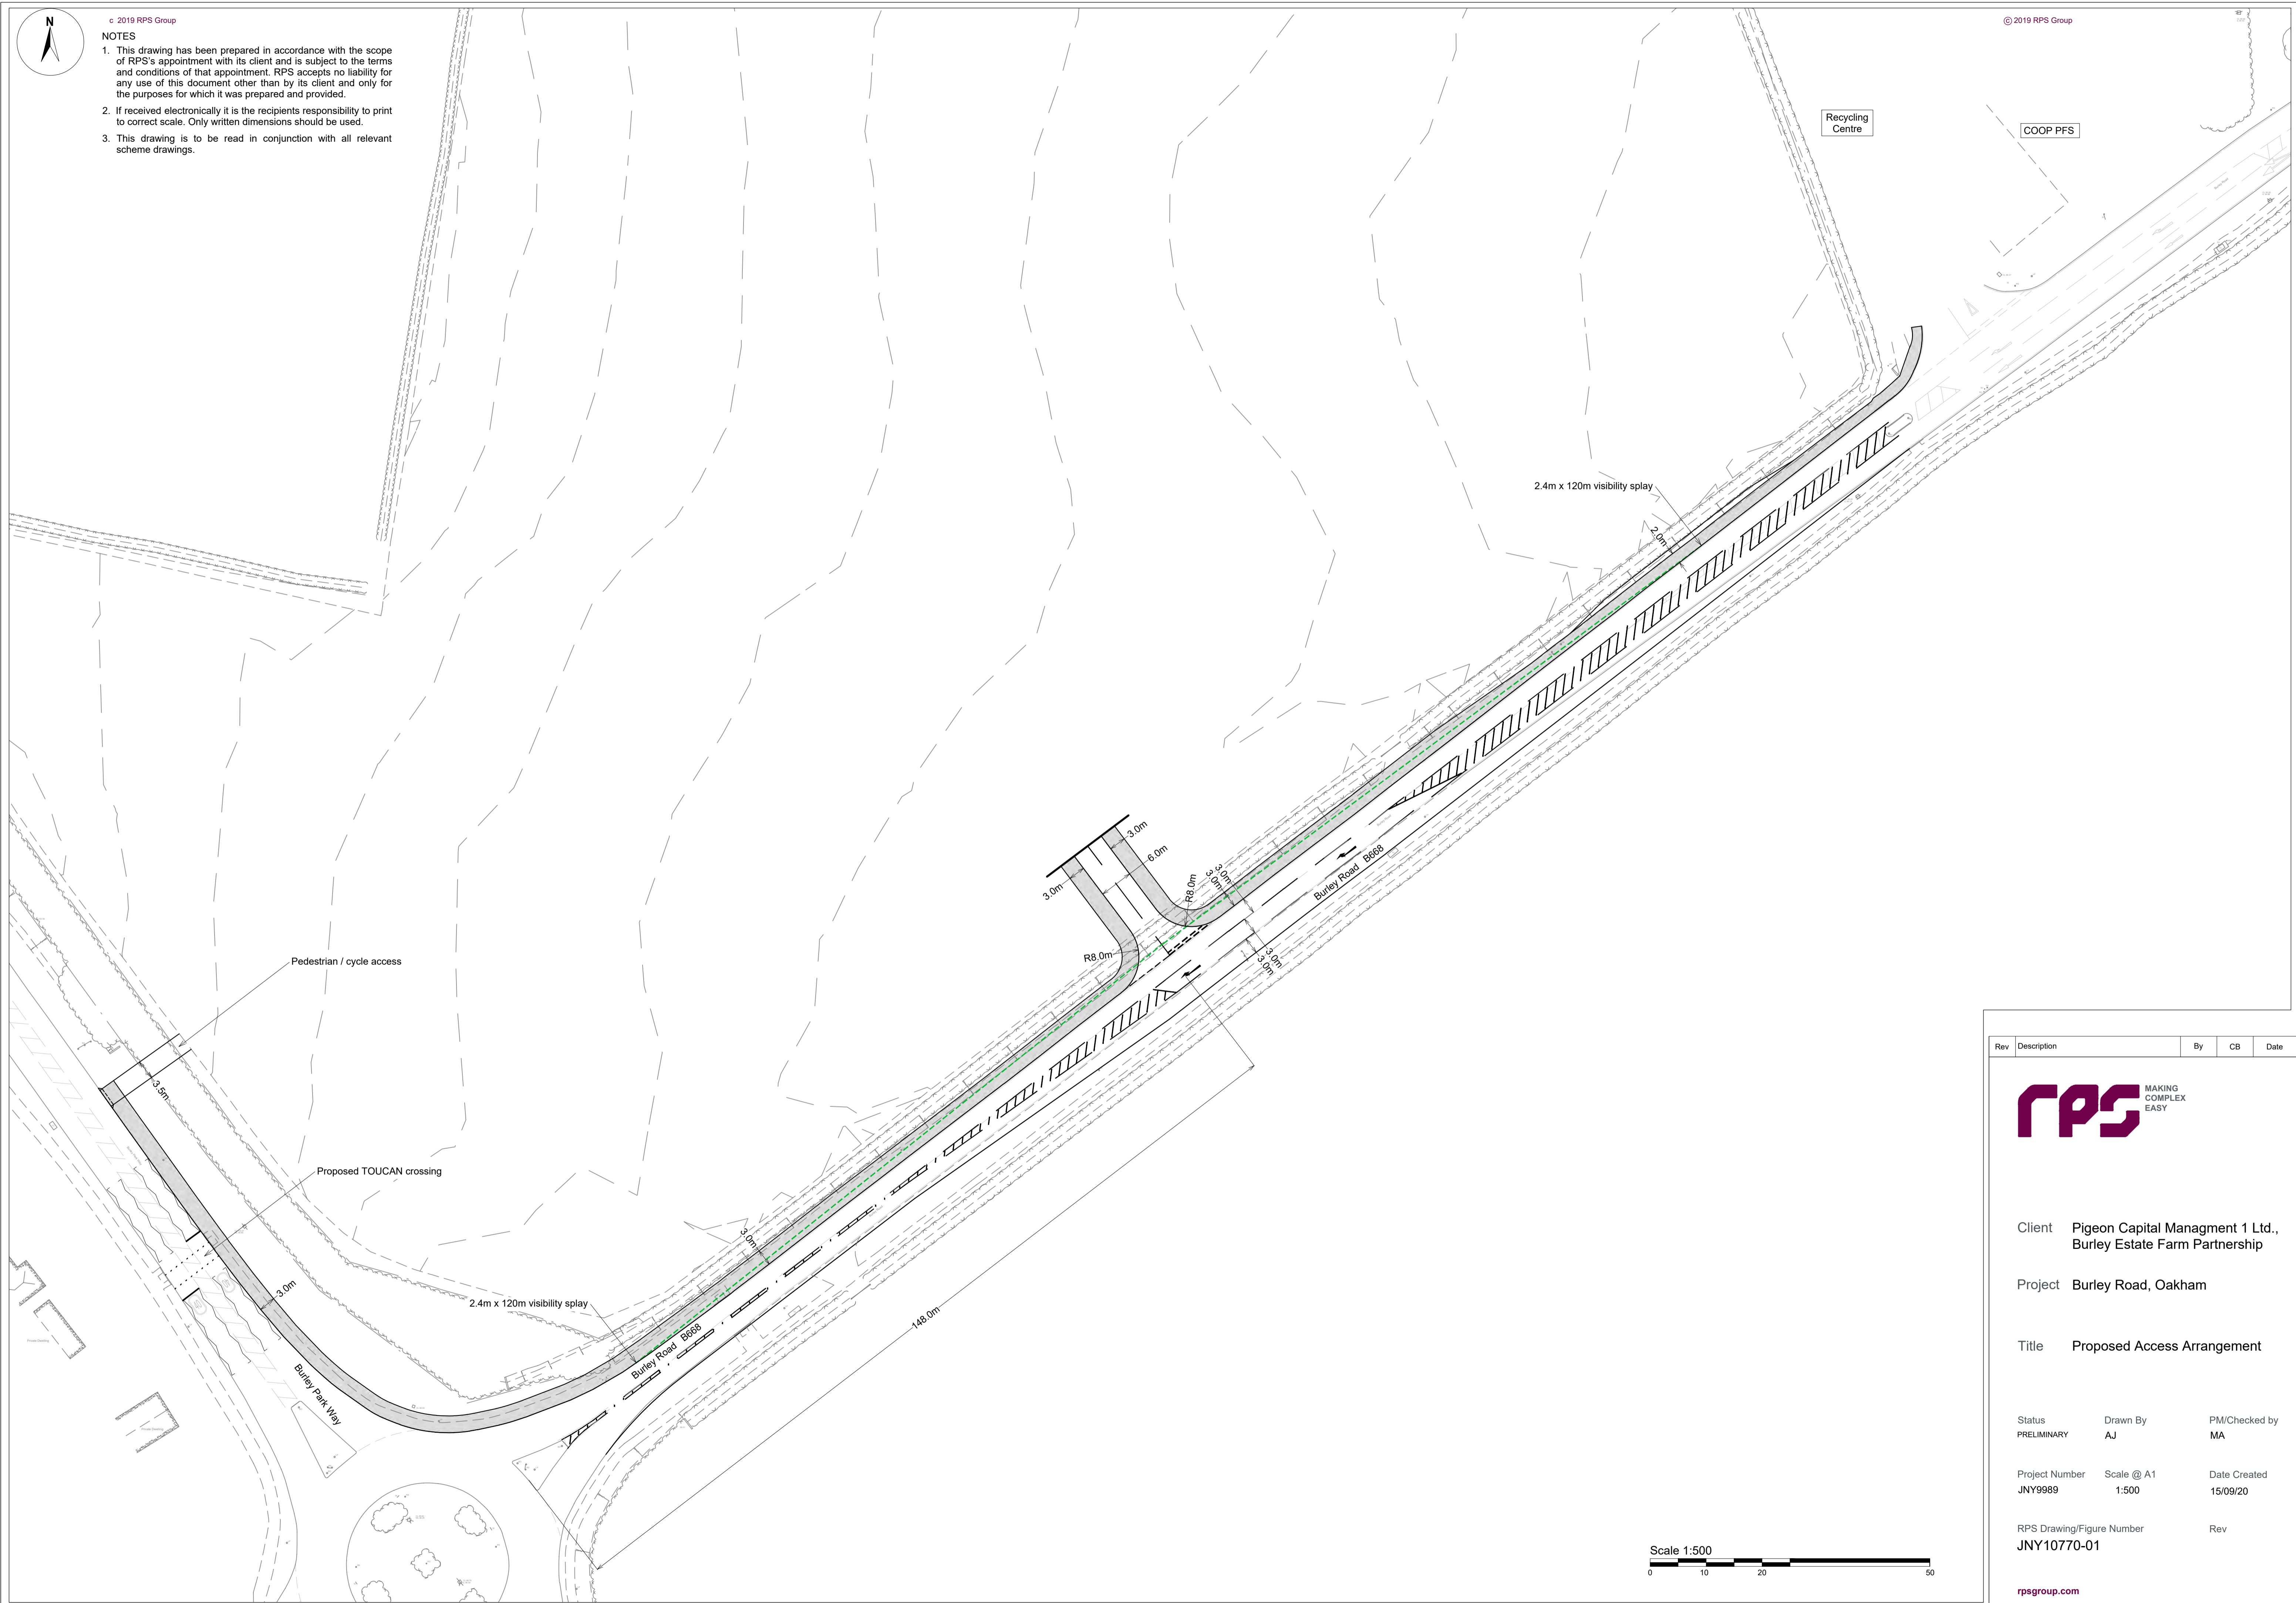 N
c 2019 RPS Group
NOTES
1. This drawing has been prepared in accordance with the scope
of RPS's appointment with its client and is subject to the terms
and conditions of that appointment. RPS accepts no liability for
any use of this document other than by its client and only for
the purposes for which it was prepared and provided.
2. If received electronically it is the recipients responsibility to print
to correct scale. Only written dimensions should be used.
3. This drawing is to be read in conjunction with all relevant
scheme drawings.
© 2019 RPS Group
Recycling
Centre
COOP PFS
2.4m x 120m visibility splay
2.0m
3.0m
6.0m
3.0m
R8.0m
3.0m
3.0m
Burley Road B668
R8.0m
3.0m
3.0m
Pedestrian / cycle access
3.5m
Proposed TOUCAN crossing
3.0m
3.0m
2.4m x 120m visibility splay
Burley Road B668
148.0m
Burley Park Way
Scale 1:500
0 10 20 50
Rev Description By CB Date
rps
MAKING
COMPLEX
EASY
Client Pigeon Capital Managment 1 Ltd.,
Burley Estate Farm Partnership
Project Burley Road, Oakham
Title Proposed Access Arrangement
Status Drawn By PM/Checked by
PRELIMINARY AJ MA
Project Number Scale @ A1 Date Created
JNY9989 1:500 15/09/20
RPS Drawing/Figure Number Rev
JNY10770-01
rpsgroup.com